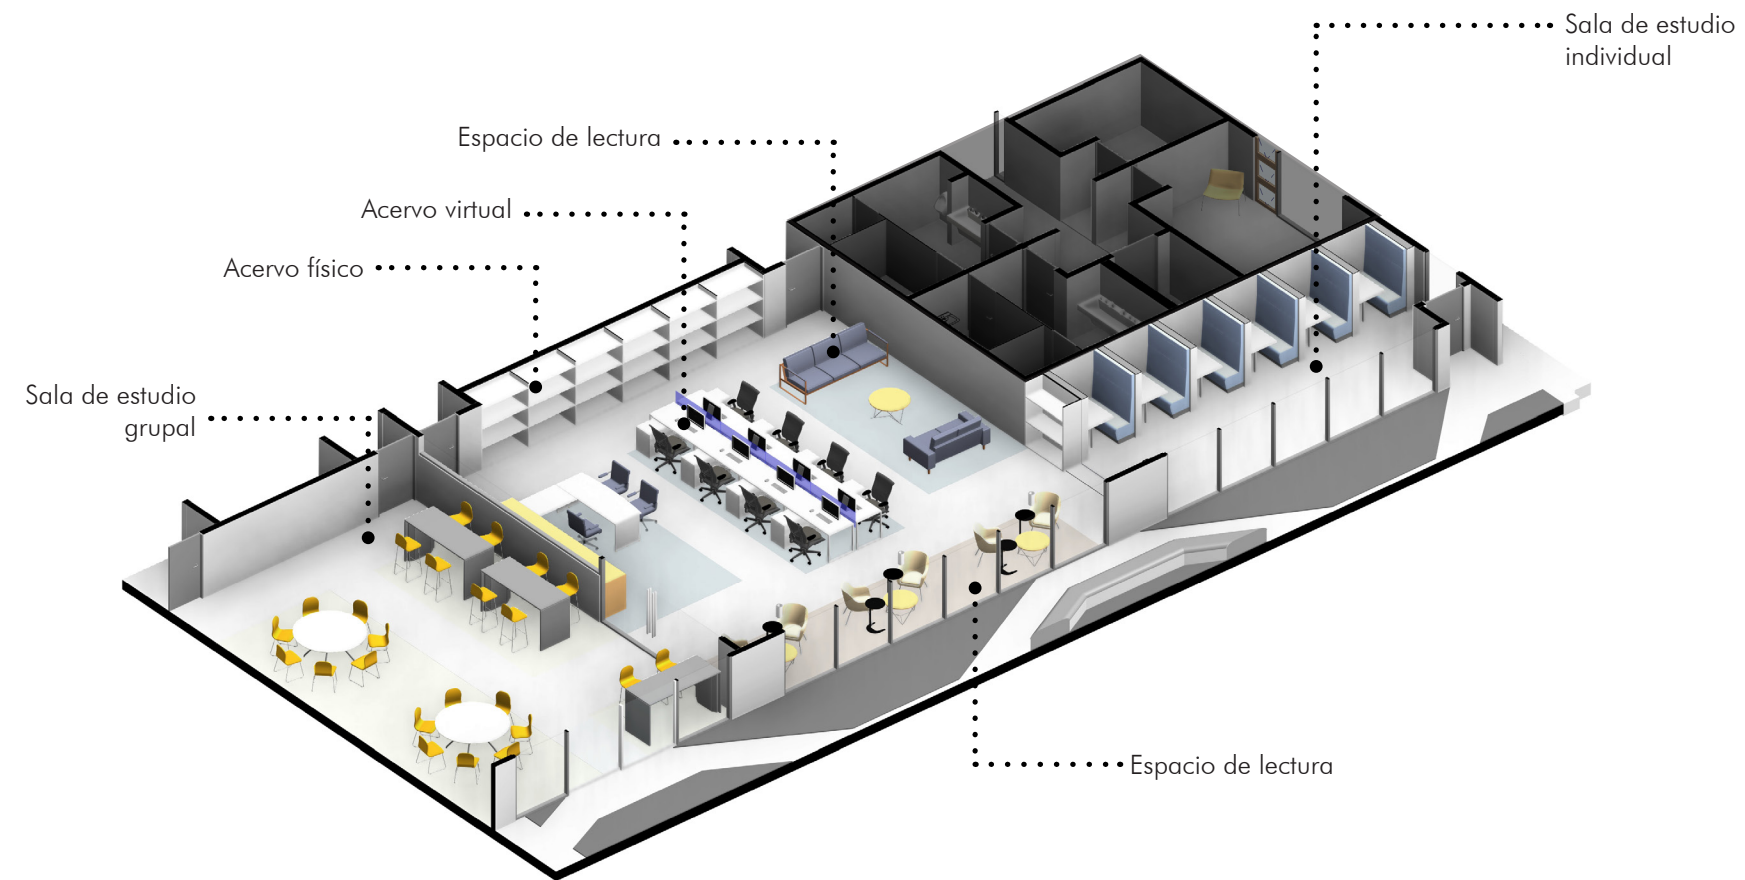 Sala de estudio
individual
Espacio de lectura
Acervo virtual
Acervo físico
Sala de estudio
grupal
Espacio de lectura